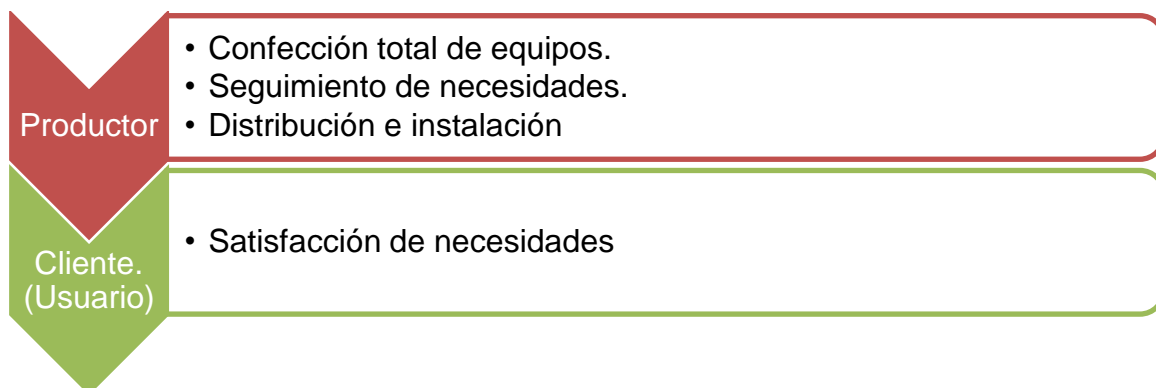 Productor
• Confección total de equipos.
• Seguimiento de necesidades.
• Distribución e instalación
Cliente.
(Usuario)
• Satisfacción de necesidades